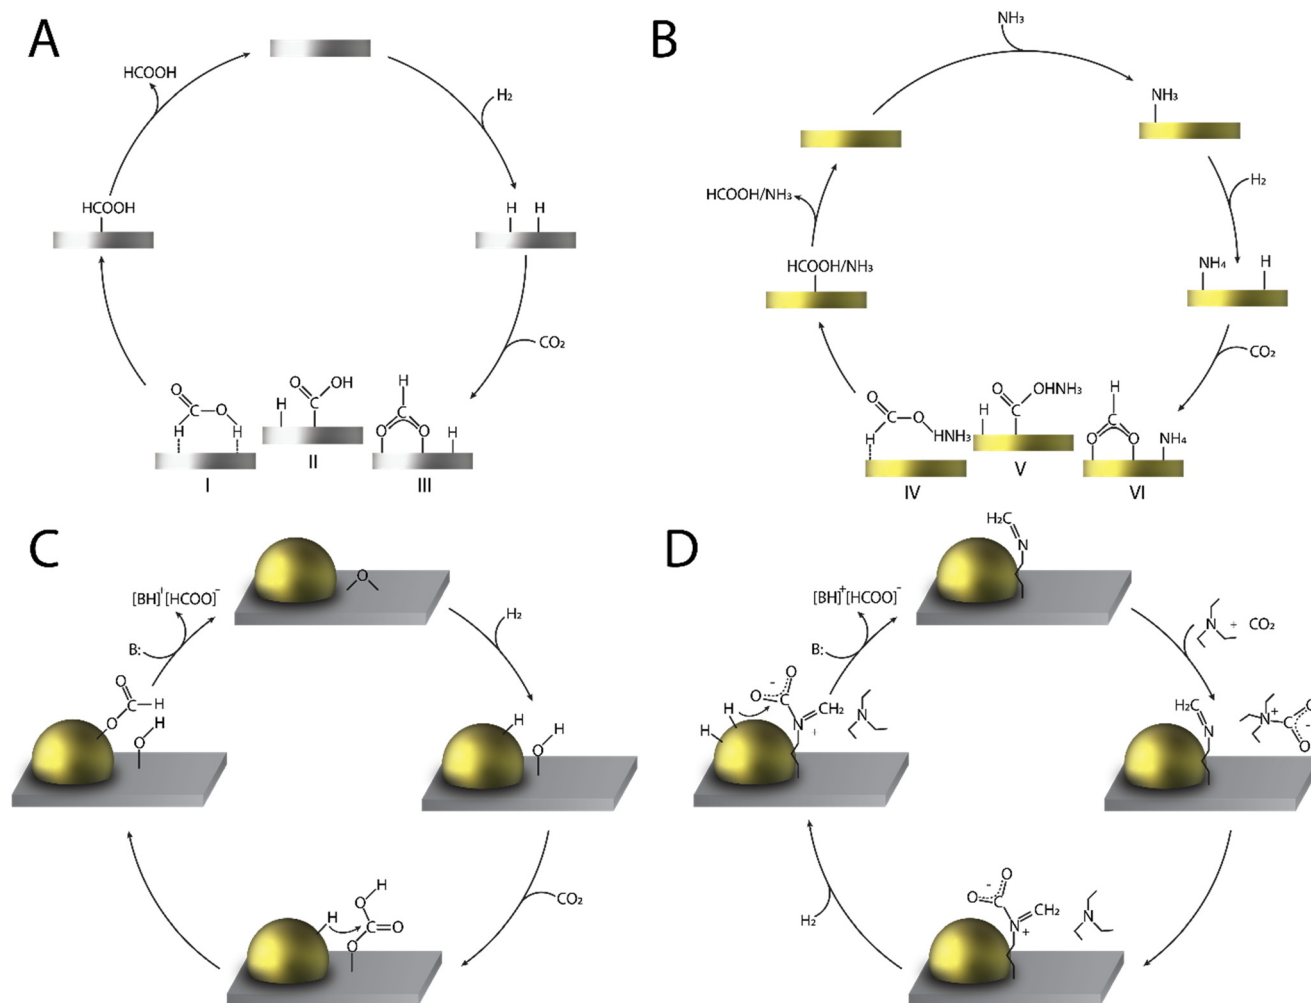 A
HCOOH
H₂
HCOOH
H H
CO₂
O
C
O
H
H
I
O
OH
C
H
II
H
C
O
O
H
III
B
NH₃
NH₃
H₂
HCOOH/NH₃
HCOOH/NH₃
NH₄
H
CO₂
O
C
O
H
HNH₃
IV
O
OHNH₃
C
H
V
H
C
O
O
NH₄
VI
C
O
[BH]ˡ[HCOO]⁻
B:
H₂
O
C
H
O
H
O
H
H
O
CO₂
H
O
H
C
O
O
D
H₂C
N
[BH]⁺[HCOO]⁻
B:
N
+ CO₂
O
-
O
C
H
H
CH₂
N
+
N
H₂C
N
N
+
C
O
-
O
H₂
O
-
O
C
CH₂
N
+
N